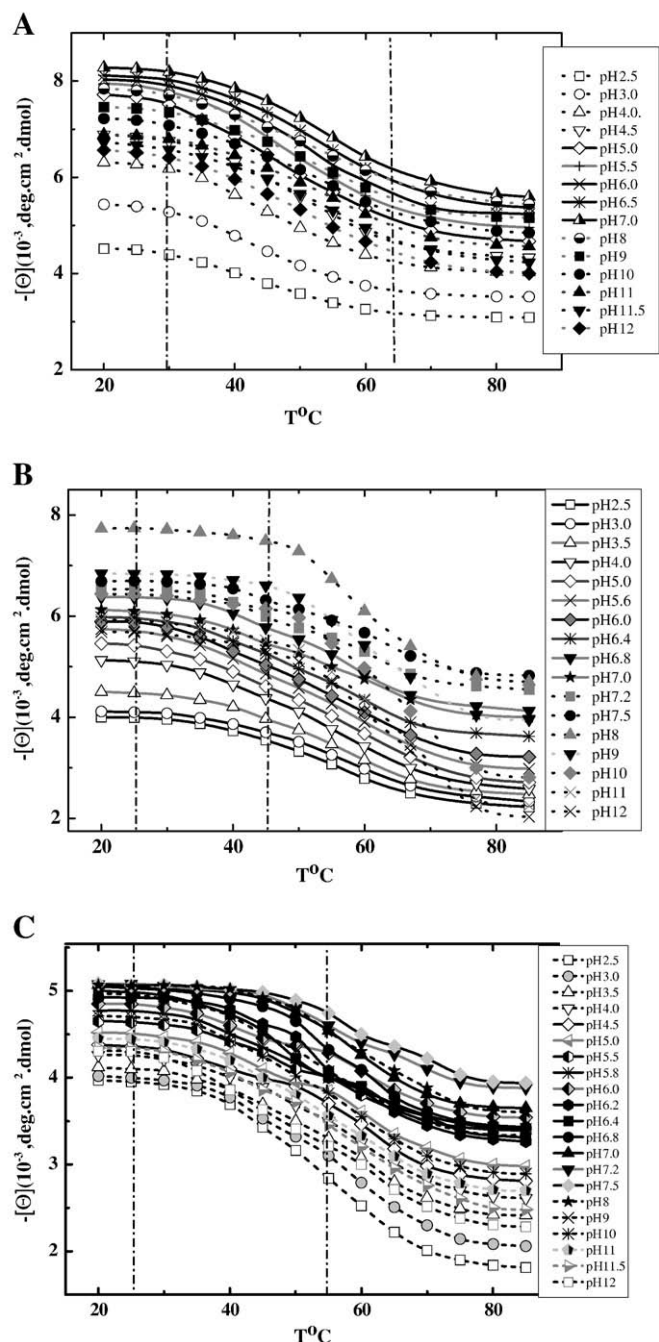 A
-[Θ](10⁻³,deg.cm ².dmol)
8
6
4
2
20
40
60
80
T⁰C
pH2.5
pH3.0
pH4.0.
pH4.5
pH5.0
pH5.5
pH6.0
pH6.5
pH7.0
pH8
pH9
pH10
pH11
pH11.5
pH12
B
-[Θ](10⁻³,deg.cm ².dmol)
8
6
4
2
20
40
60
80
T⁰C
pH2.5
pH3.0
pH3.5
pH4.0
pH5.0
pH5.6
pH6.0
pH6.4
pH6.8
pH7.0
pH7.2
pH7.5
pH8
pH9
pH10
pH11
pH12
C
-[Θ](10⁻³,deg.cm ².dmol)
5
4
3
2
20
40
60
80
T⁰C
pH2.5
pH3.0
pH3.5
pH4.0
pH4.5
pH5.0
pH5.5
pH5.8
pH6.0
pH6.2
pH6.4
pH6.8
pH7.0
pH7.2
pH7.5
pH8
pH9
pH10
pH11
pH11.5
pH12